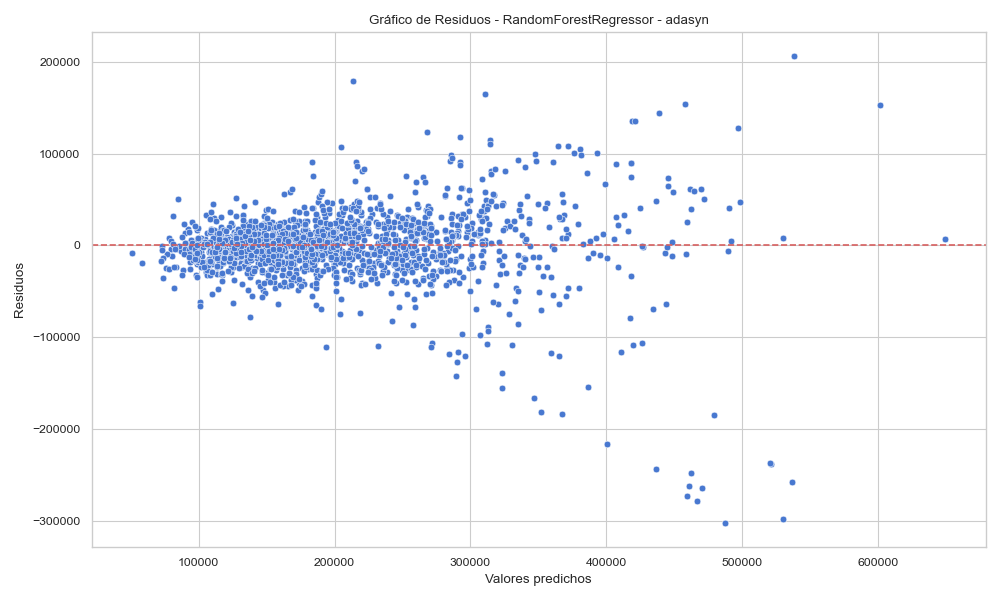 Gráfico de Residuos - RandomForestRegressor - adasyn
200000
100000
0
−100000
−200000
−300000
Residuos
100000 200000 300000 400000 500000 600000
Valores predichos